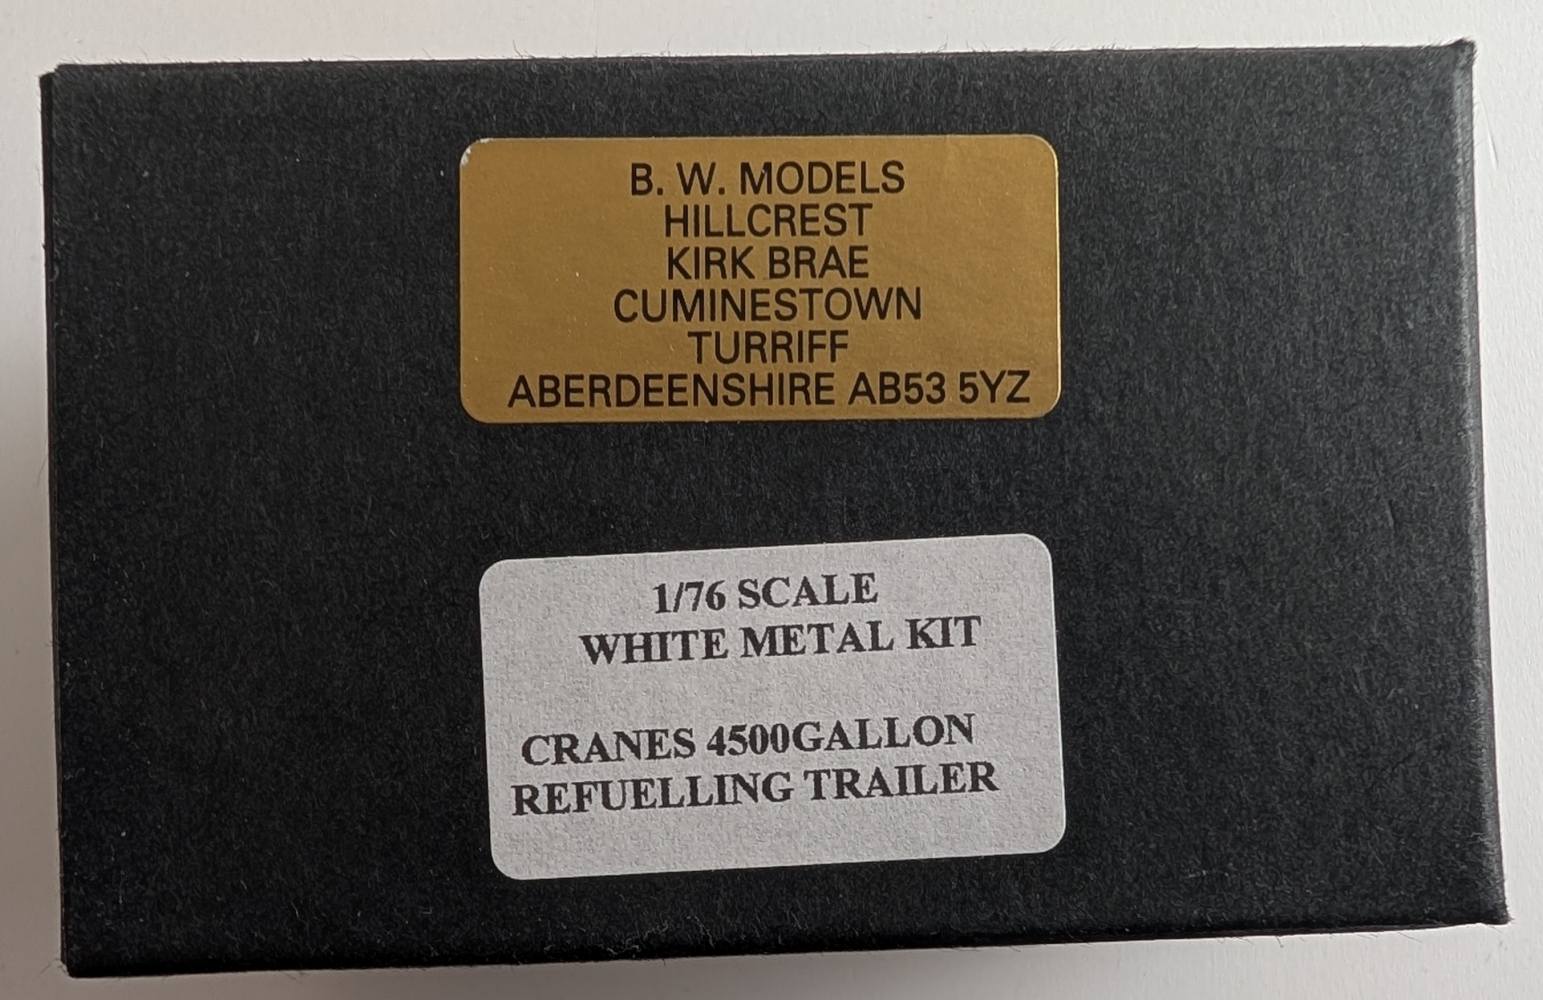 B. W. MODELS
HILLCREST
KIRK BRAE
CUMINESTOWN
TURRIFF
ABERDEENSHIRE AB53 5YZ
1/76 SCALE
WHITE METAL KIT
CRANES 4500GALLON
REFUELLING TRAILER